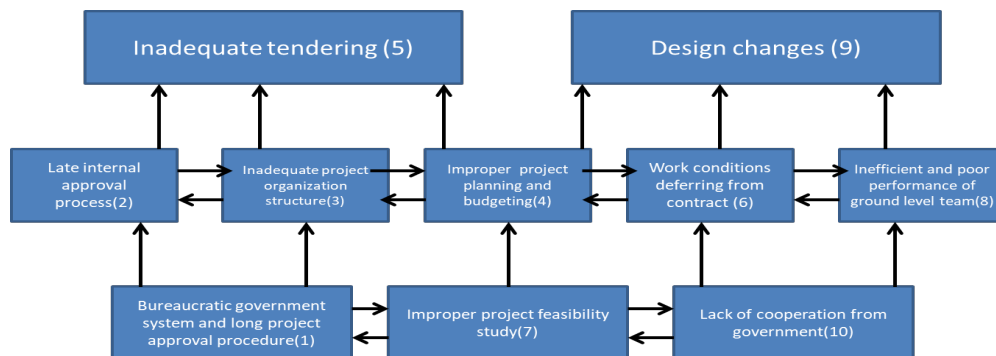 Inadequate tendering (5)
Design changes (9)
Late internal
approval
process(2)
Inadequate project
organization
structure(3)
Improper project
planning and
budgeting(4)
Work conditions
deferring from
contract (6)
Inefficient and poor
performance of
ground level team(8)
Bureaucratic government
system and long project
approval procedure(1)
Improper project feasibility
study(7)
Lack of cooperation from
government(10)